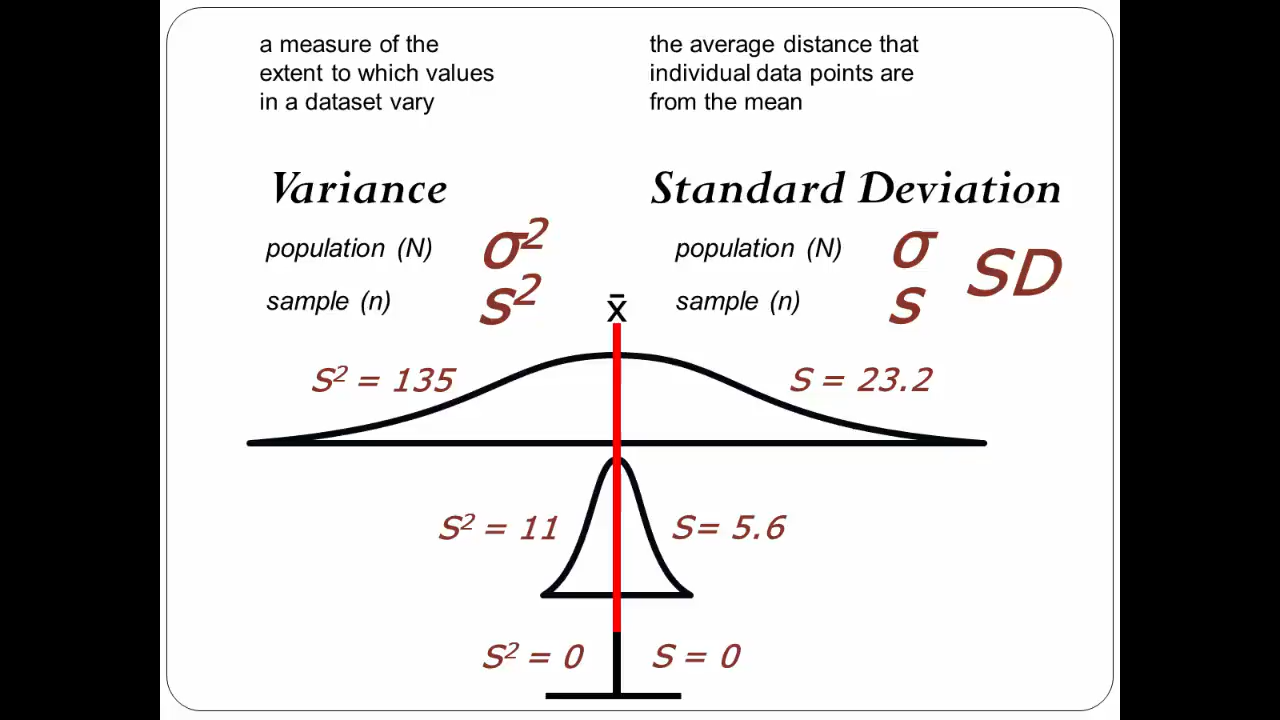 a measure of the
extent to which values
in a dataset vary
the average distance that
individual data points are
from the mean
Variance
population (N) σ²
sample (n) s²
Standard Deviation
population (N) σ
sample (n) s
SD
x̄
S² = 135
S = 23.2
S² = 11
S= 5.6
S² = 0
S = 0